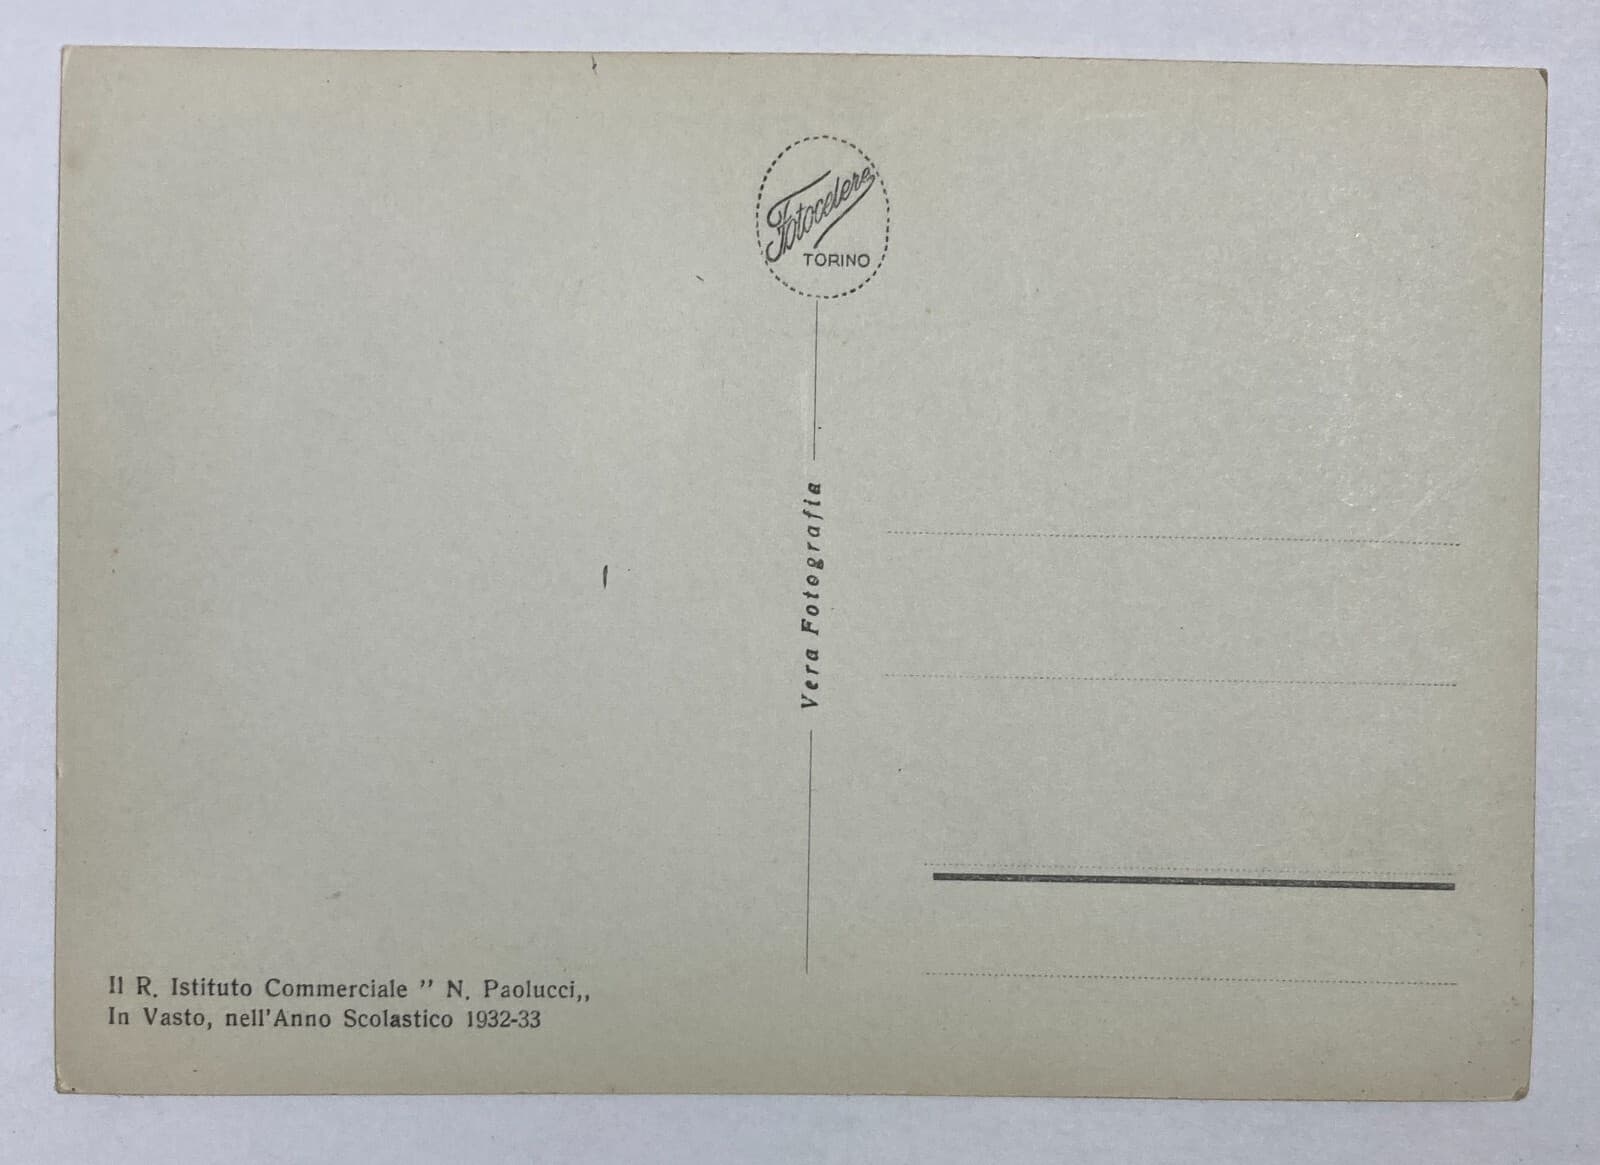 Fotocelere
TORINO
Vera Fotografia
Il R. Istituto Commerciale " N. Paolucci,,
In Vasto, nell'Anno Scolastico 1932-33